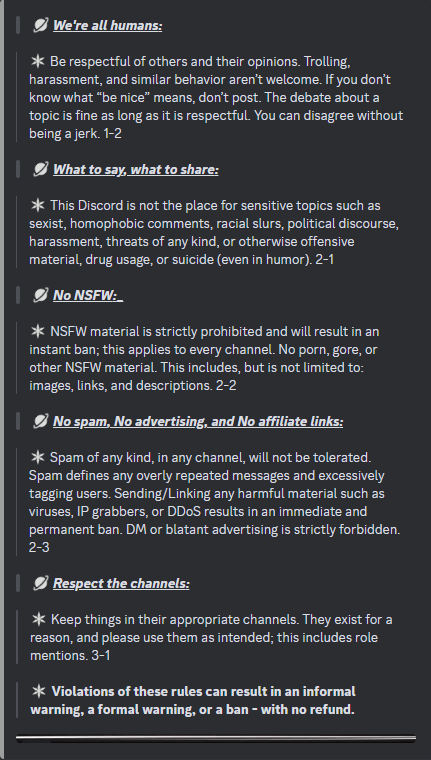 We're all humans:
Be respectful of others and their opinions. Trolling,
harassment, and similar behavior aren't welcome. If you don't
know what “be nice” means, don't post. The debate about a
topic is fine as long as it is respectful. You can disagree without
being a jerk. 1-2
What to say, what to share:
This Discord is not the place for sensitive topics such as
sexist, homophobic comments, racial slurs, political discourse,
harassment, threats of any kind, or otherwise offensive
material, drug usage, or suicide (even in humor). 2-1
No NSFW:_
NSFW material is strictly prohibited and will result in an
instant ban; this applies to every channel. No porn, gore, or
other NSFW material. This includes, but is not limited to:
images, links, and descriptions. 2-2
No spam, No advertising, and No affiliate links:
Spam of any kind, in any channel, will not be tolerated.
Spam defines any overly repeated messages and excessively
tagging users. Sending/Linking any harmful material such as
viruses, IP grabbers, or DDoS results in an immediate and
permanent ban. DM or blatant advertising is strictly forbidden.
2-3
Respect the channels:
Keep things in their appropriate channels. They exist for a
reason, and please use them as intended; this includes role
mentions. 3-1
Violations of these rules can result in an informal
warning, a formal warning, or a ban - with no refund.